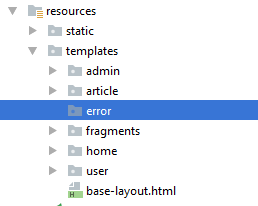 resources
static
templates
admin
article
error
fragments
home
user
base-layout.html